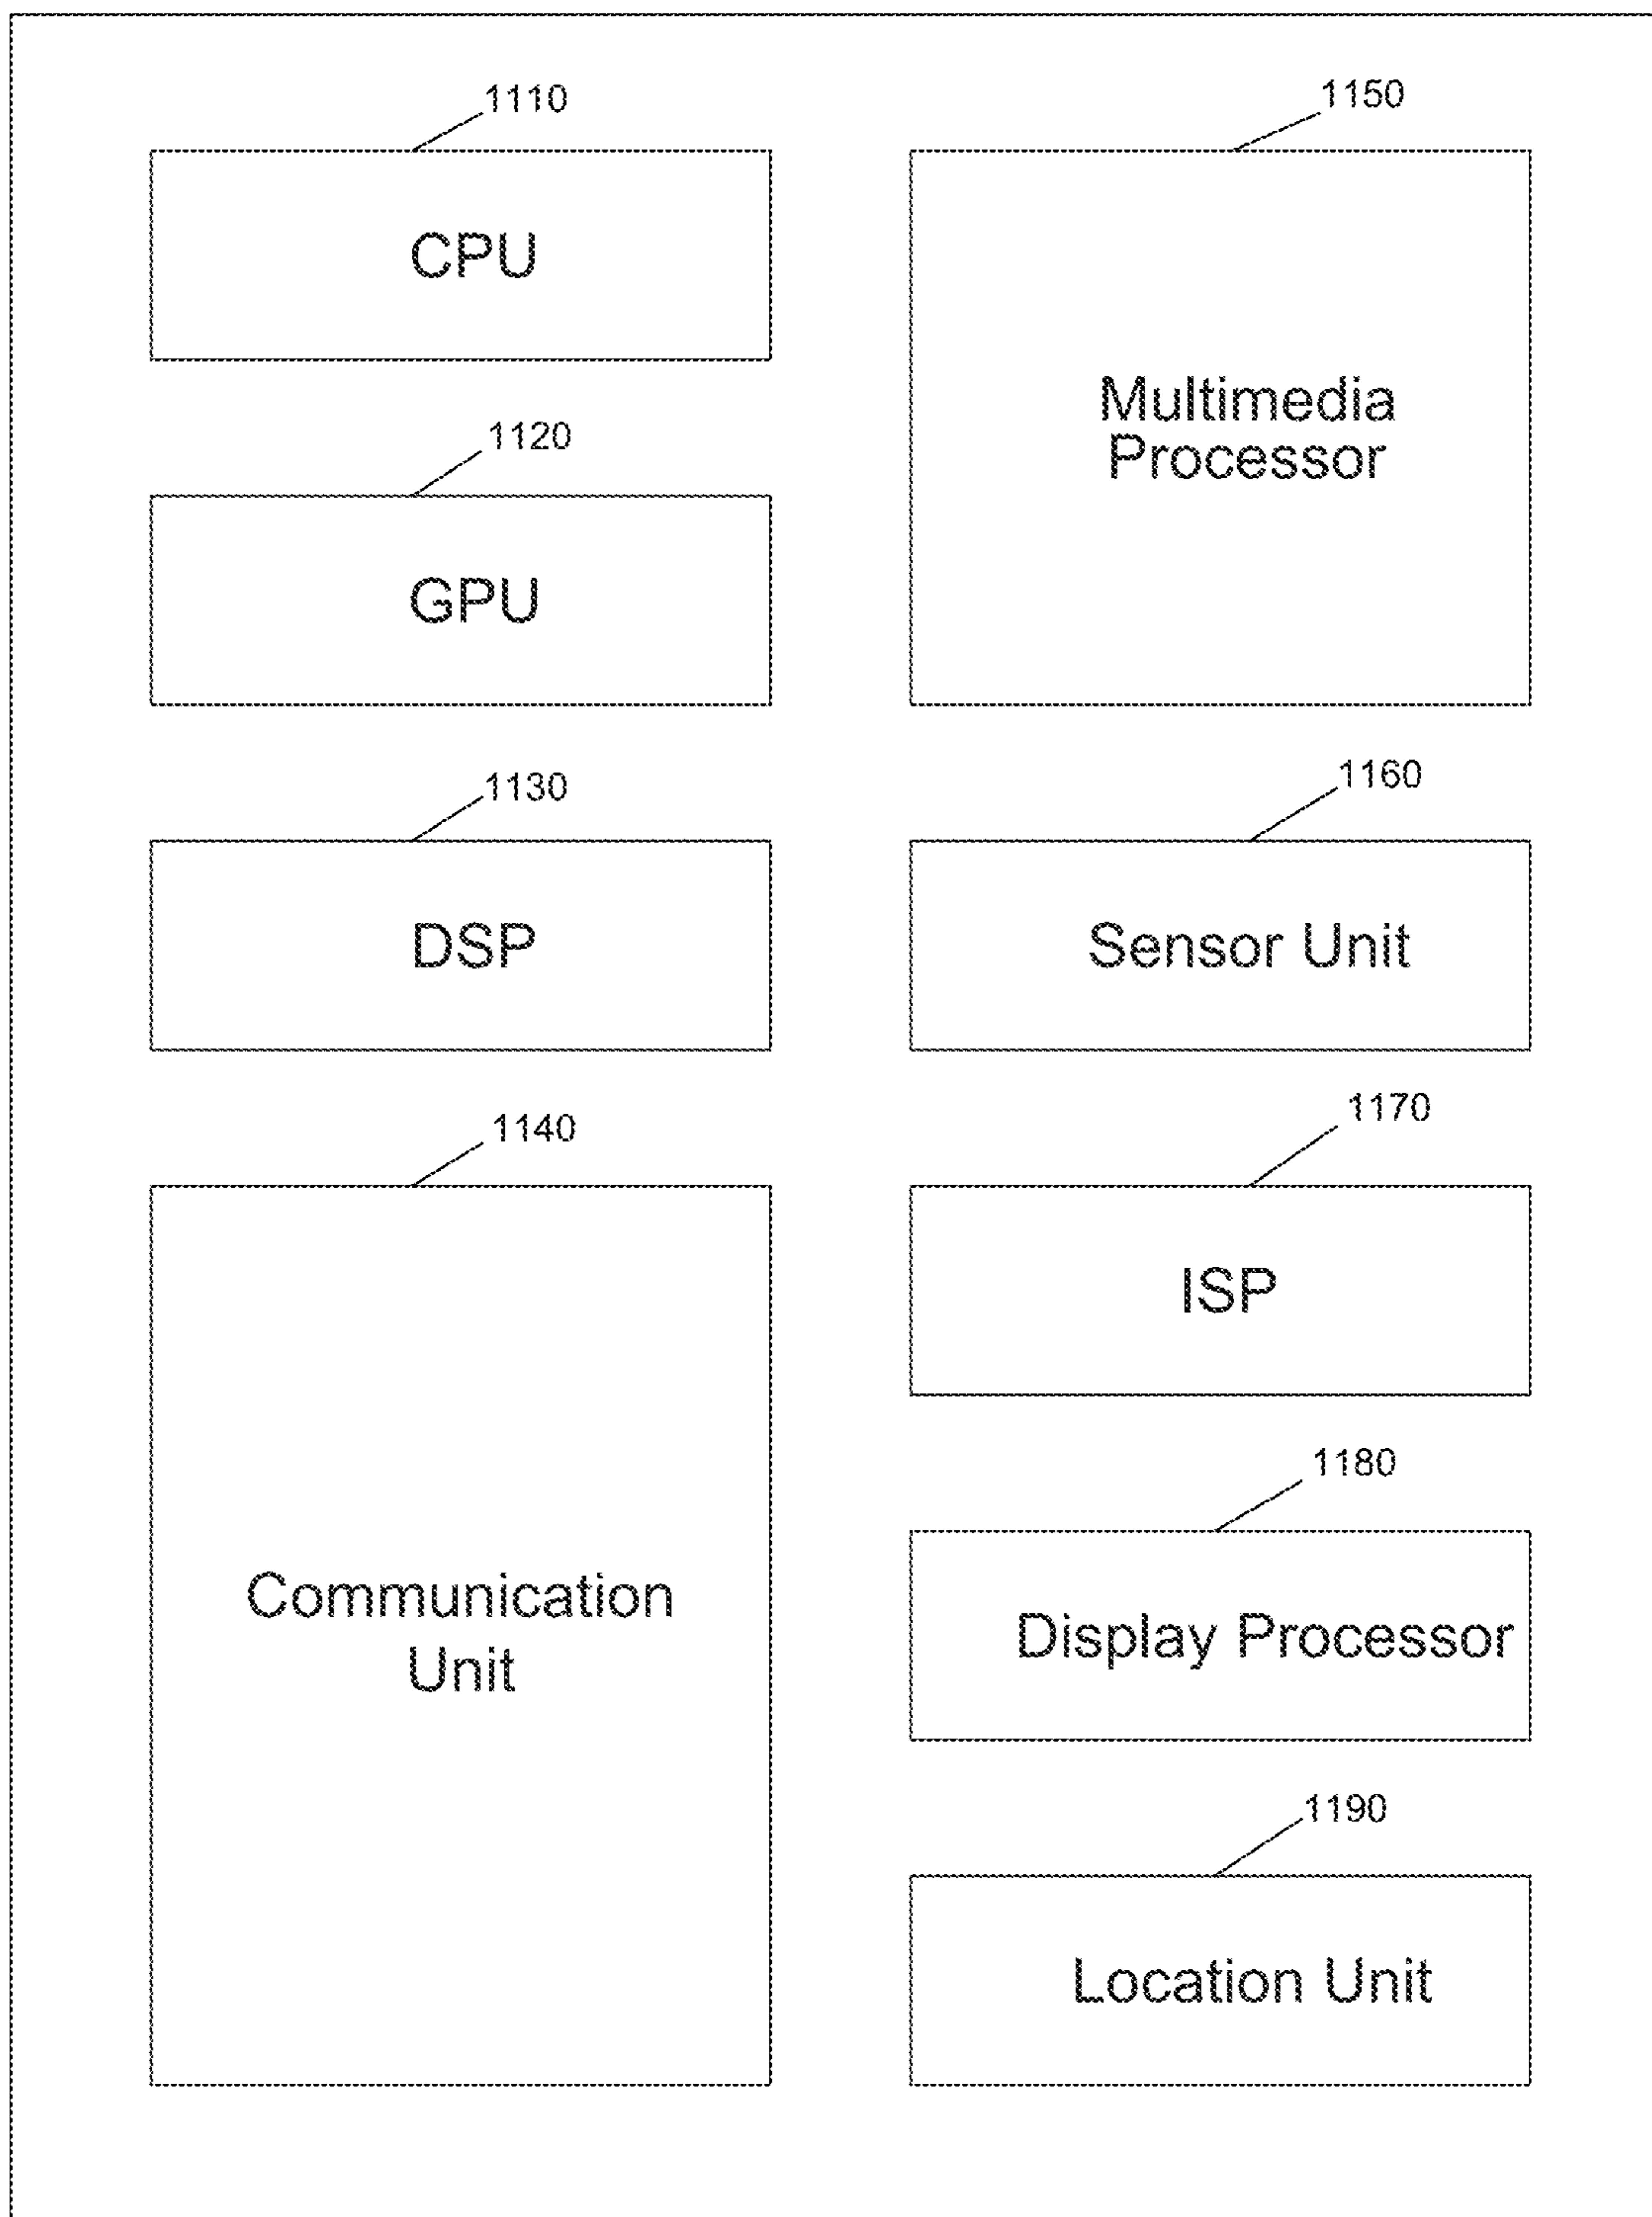 1110
CPU
1120
GPU
1130
DSP
1140
Communication
Unit
1150
Multimedia
Processor
1160
Sensor Unit
1170
ISP
1180
Display Processor
1190
Location Unit